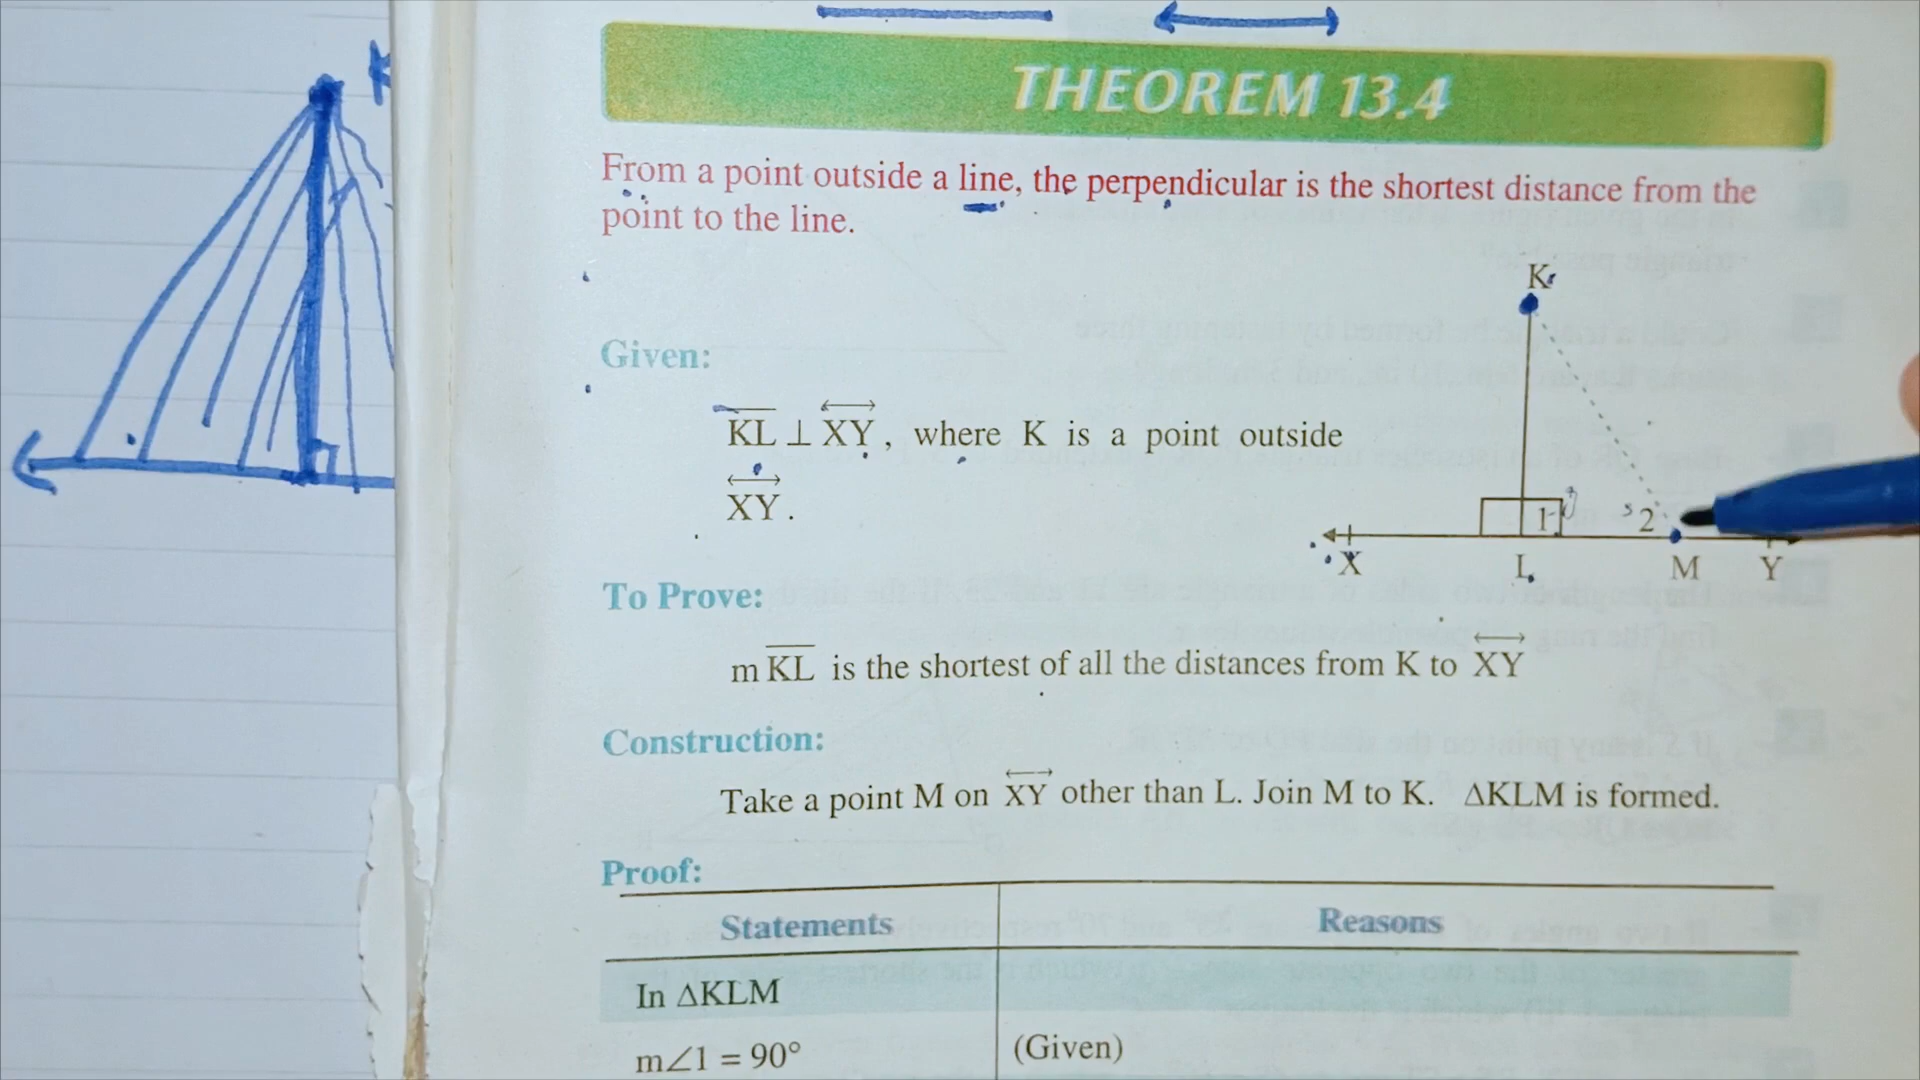 K
THEOREM 13.4
From a point outside a line, the perpendicular is the shortest distance from the
point to the line.
K
Given:
KL ⊥ XY, where K is a point outside
XY.
1 2
X L M Y
To Prove:
m KL is the shortest of all the distances from K to XY
Construction:
Take a point M on XY other than L. Join M to K. ΔKLM is formed.
Proof:
Statements Reasons
In ΔKLM
m∠1 = 90° (Given)